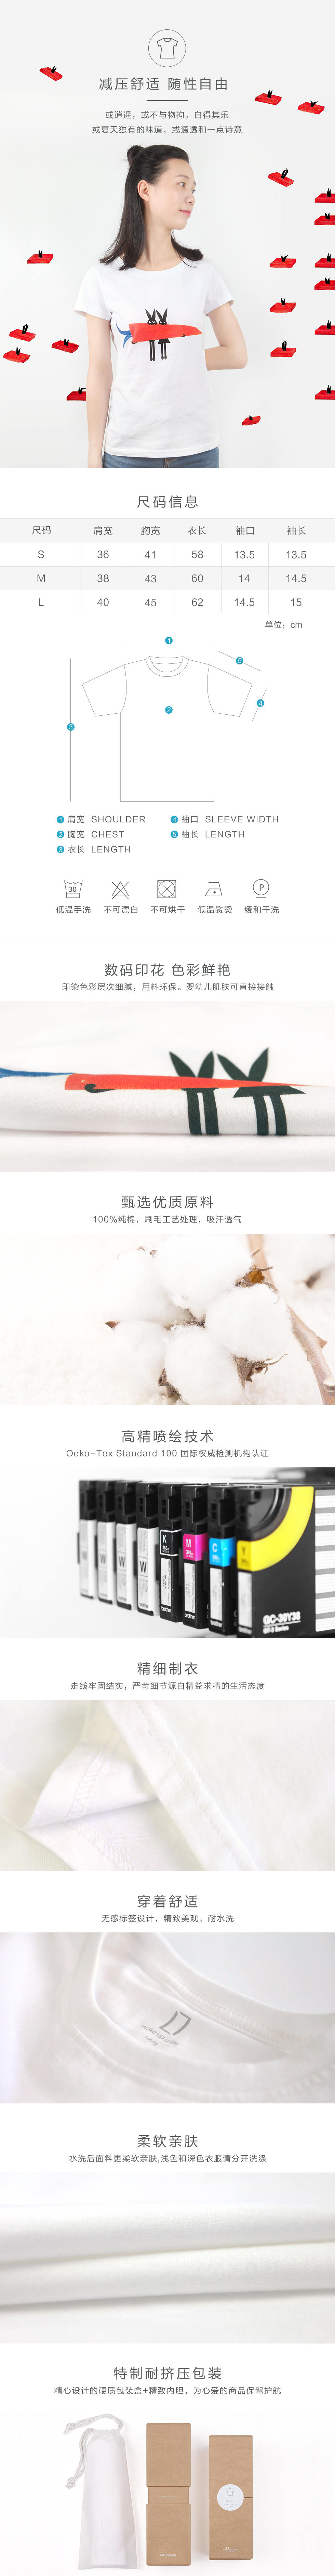 减压舒适 随性自由
或逍遥，或不与物拘，自得其乐
或夏天独有的味道，或通透和一点诗意
尺码信息
尺码 肩宽 胸宽 衣长 袖口 袖长
S 36 41 58 13.5 13.5
M 38 43 60 14 14.5
L 40 45 62 14.5 15
单位：cm
1
5
4
2
3
1 肩宽 SHOULDER
4 袖口 SLEEVE WIDTH
2 胸宽 CHEST
5 袖长 LENGTH
3 衣长 LENGTH
30
P
低温手洗 不可漂白 不可烘干 低温熨烫 缓和干洗
数码印花 色彩鲜艳
印染色彩层次细腻，用料环保。婴幼儿肌肤可直接接触
甄选优质原料
100%纯棉，刷毛工艺处理，吸汗透气
高精喷绘技术
Oeko-Tex Standard 100 国际权威检测机构认证
W W K M C Y
GC-30Y38
精细制衣
走线牢固结实，严苛细节源自精益求精的生活态度
穿着舒适
无感标签设计，精致美观、耐水洗
柔软亲肤
水洗后面料更柔软亲肤,浅色和深色衣服请分开洗涤
特制耐挤压包装
精心设计的硬质包装盒+精致内胆，为心爱的商品保驾护航